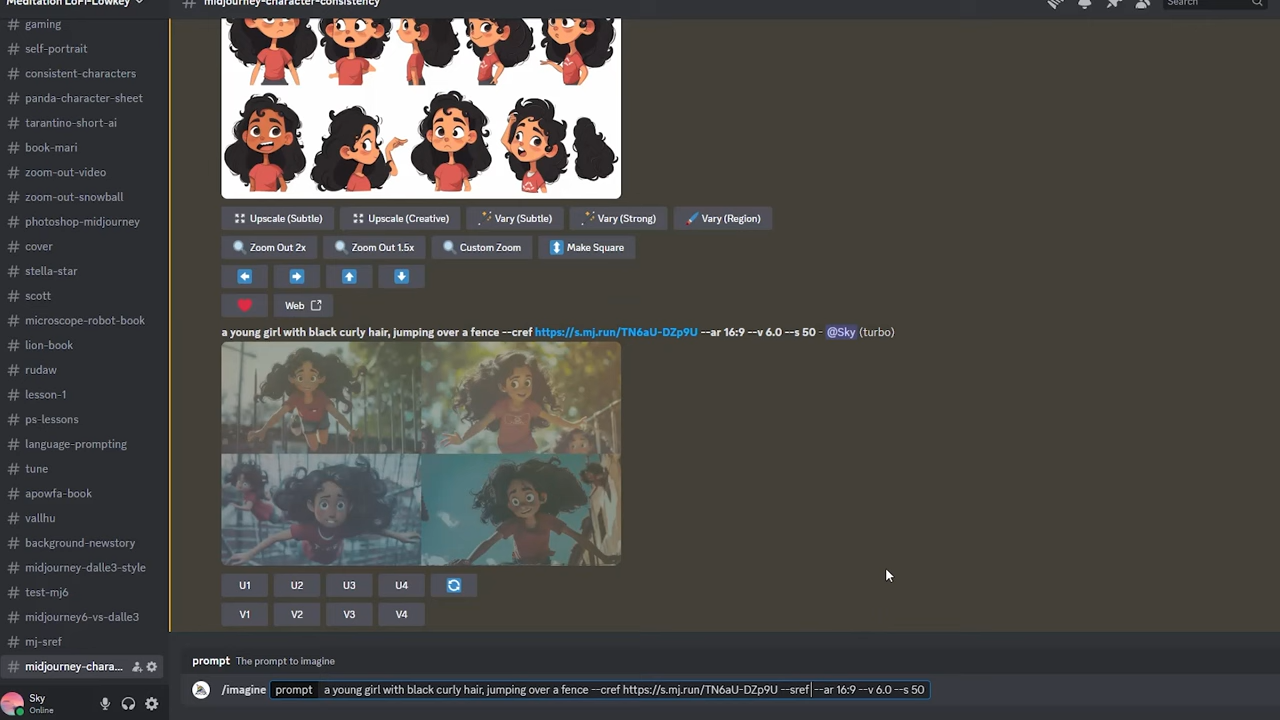 Meditation LoFi-Lowkey
midjourney-character-consistency
Search
gaming
self-portrait
consistent-characters
panda-character-sheet
tarantino-short-ai
book-mari
zoom-out-video
zoom-out-snowball
photoshop-midjourney
cover
stella-star
scott
microscope-robot-book
lion-book
rudaw
lesson-1
ps-lessons
language-prompting
tune
apowfa-book
vallhu
background-newstory
midjourney-dalle3-style
test-mj6
midjourney6-vs-dalle3
mj-sref
midjourney-chara...
Sky
Online
Upscale (Subtle) Upscale (Creative) Vary (Subtle) Vary (Strong) Vary (Region)
Zoom Out 2x Zoom Out 1.5x Custom Zoom Make Square
Web
a young girl with black curly hair, jumping over a fence --cref https://s.mj.run/TN6aU-DZp9U --ar 16:9 --v 6.0 --s 50 - @Sky (turbo)
U1 U2 U3 U4
V1 V2 V3 V4
prompt The prompt to imagine
/imagine prompt a young girl with black curly hair, jumping over a fence --cref https://s.mj.run/TN6aU-DZp9U --sref --ar 16:9 --v 6.0 --s 50